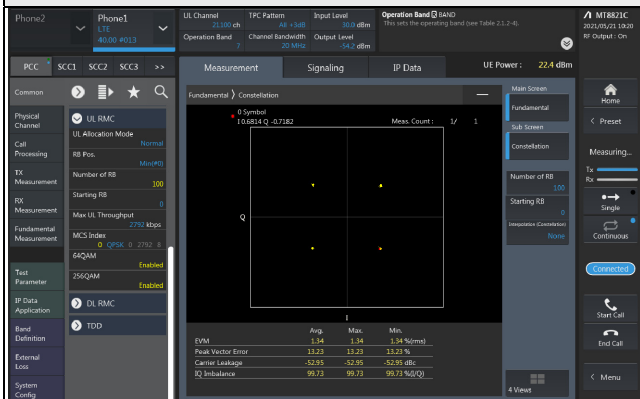 Phone2
Phone1
LTE
40.00 #013
UL Channel
21100 ch
TPC Pattern
All +3dB
Input Level
30.0 dBm
Operation Band
7
Channel Bandwidth
20 MHz
Output Level
-54.2 dBm
Operation Band BAND
This sets the operating band (see Table 2.1.2-4).
MT8821C
2021/05/21 10:20
RF Output : On
PCC
SCC1
SCC2
SCC3
>>
Measurement
Signaling
IP Data
UE Power : 22.4 dBm
Common
Physical
Channel
Call
Processing
TX
Measurement
RX
Measurement
Fundamental
Measurement
Test
Parameter
IP Data
Application
Band
Definition
External
Loss
System
Config
UL RMC
UL Allocation Mode
Normal
RB Pos.
Min(#0)
Number of RB
100
Starting RB
0
Max UL Throughput
2792 kbps
MCS Index
0 QPSK 0 2792 B
64QAM
Enabled
256QAM
Enabled
DL RMC
TDD
Fundamental > Constellation
0 Symbol
I 0.6814 Q -0.7182
Meas. Count : 1/ 1
Q
I
Avg. Max. Min.
EVM 1.34 1.34 1.34 %(rms)
Peak Vector Error 13.23 13.23 13.23 %
Carrier Leakage -52.95 -52.95 -52.95 dBc
IQ Imbalance 99.73 99.73 99.73 %(I/Q)
Main Screen
Fundamental
Sub Screen
Constellation
Number of RB
100
Starting RB
0
Interpolation (Constellation)
None
4 Views
Home
< Preset
Measuring...
Tx
Rx
Single
Continuous
Connected
Start Call
End Call
< Menu